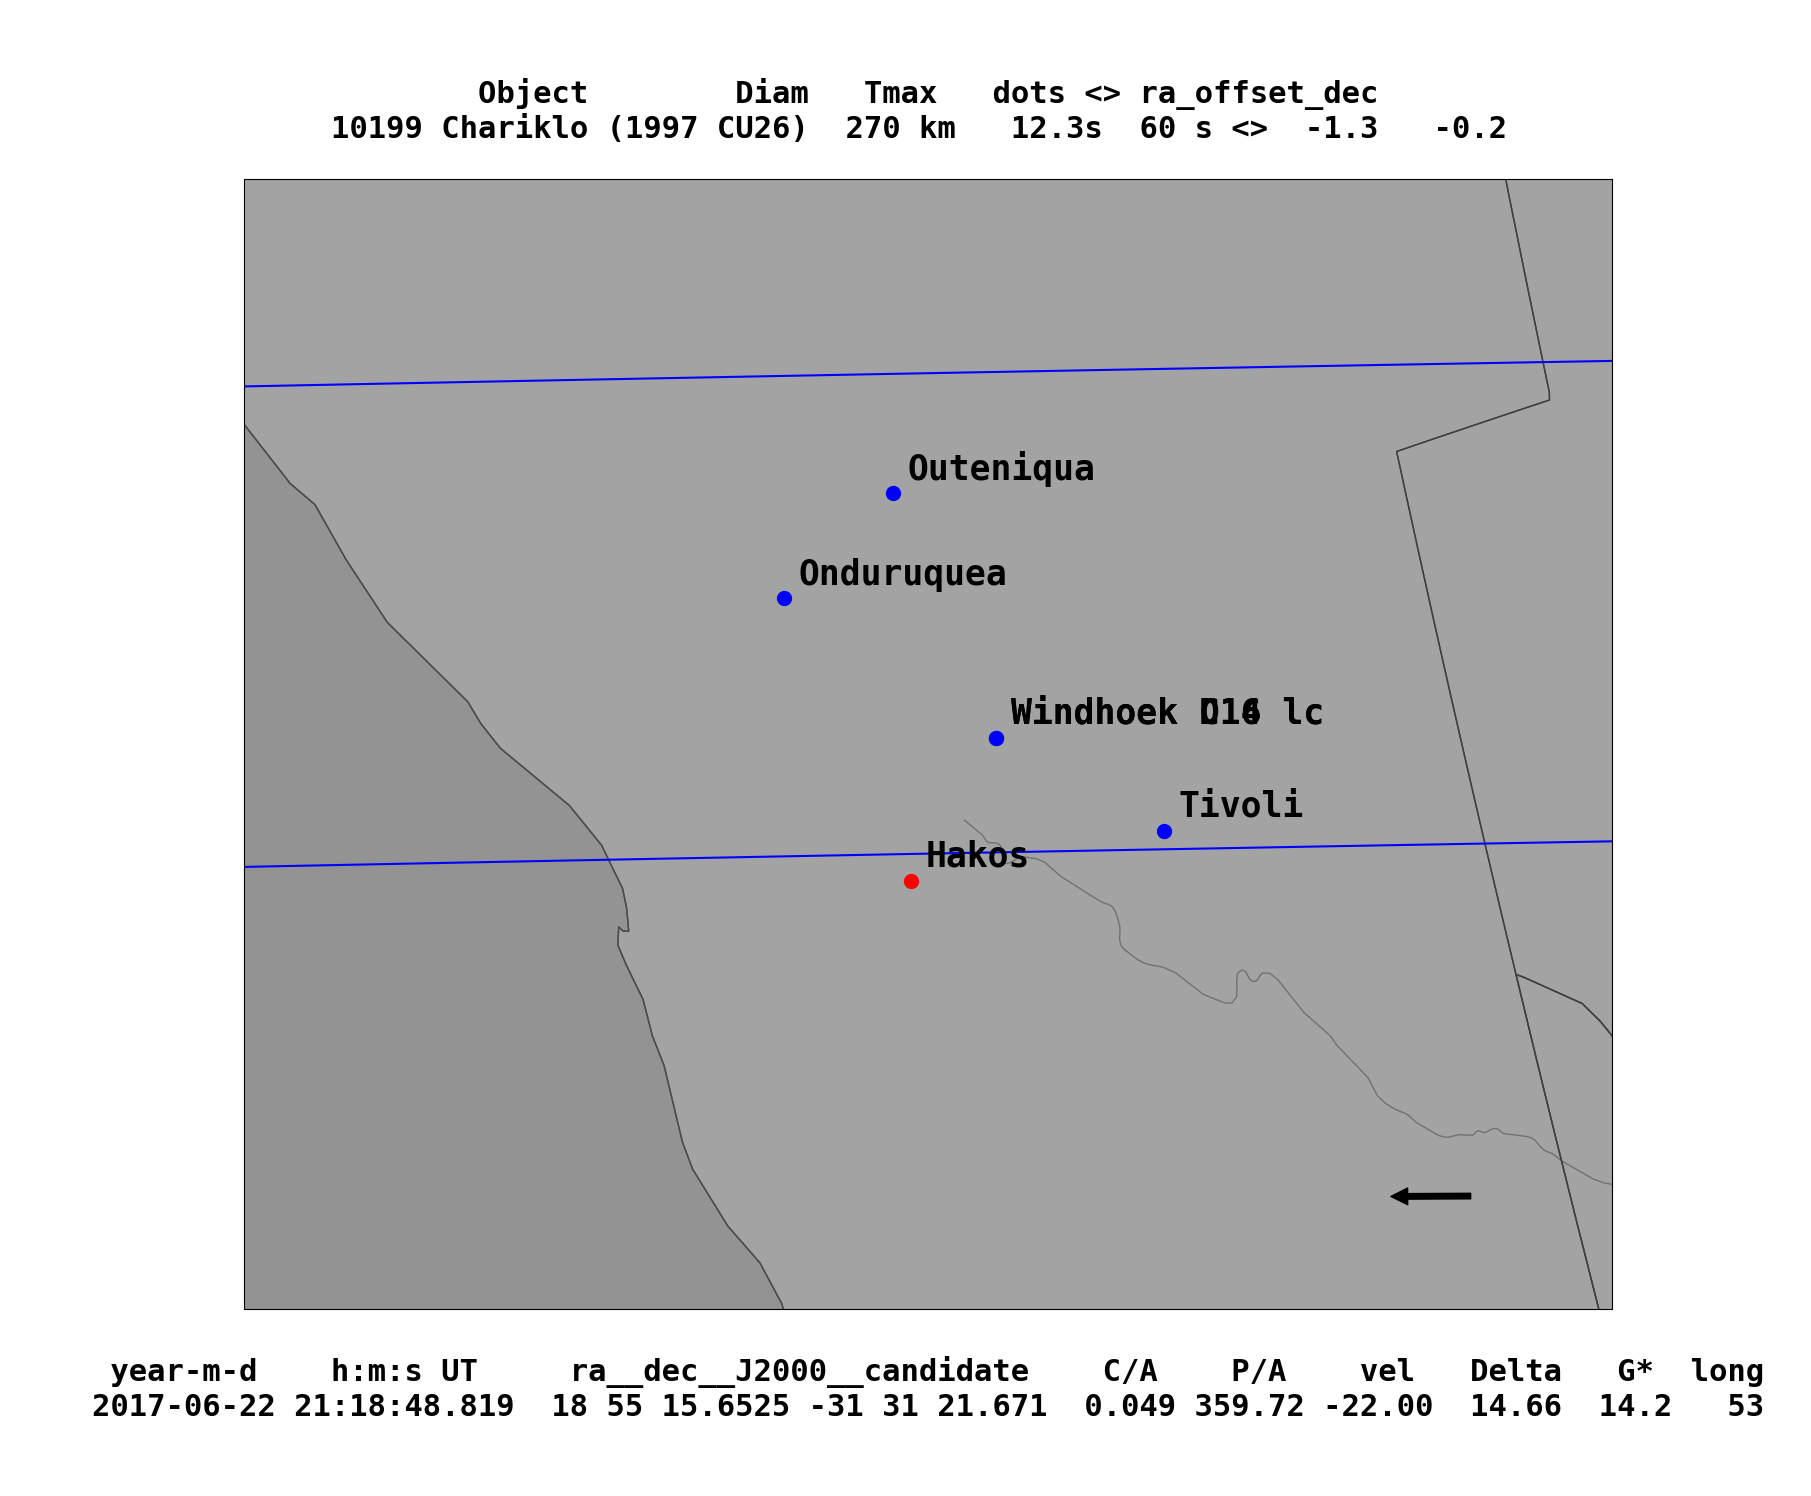 Object Diam Tmax dots <> ra_offset_dec
10199 Chariklo (1997 CU26) 270 km 12.3s 60 s <> -1.3 -0.2
Outeniqua
Onduruquea
Windhoek lc
Tivoli
Hakos
year-m-d h:m:s UT ra__dec__J2000__candidate C/A P/A vel Delta G* long
2017-06-22 21:18:48.819 18 55 15.6525 -31 31 21.671 0.049 359.72 -22.00 14.66 14.2 53